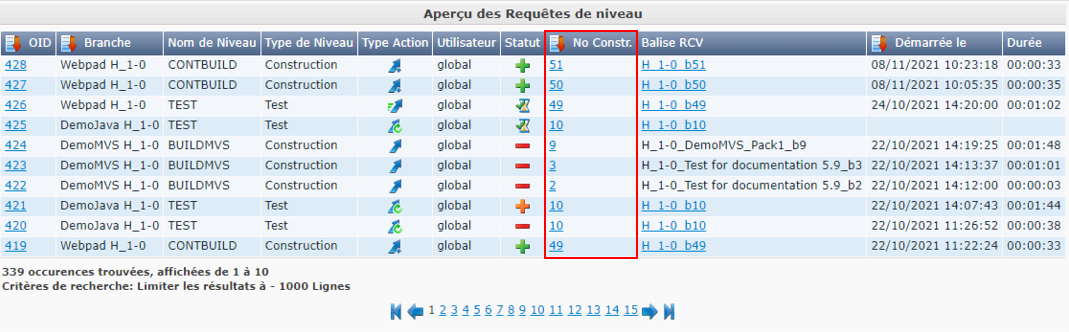 Aperçu des Requêtes de niveau
OID Branche Nom de Niveau Type de Niveau Type Action Utilisateur Statut No Constr. Balise RCV Démarrée le Durée
428 Webpad H_1-0 CONTBUILD Construction global 51 H_1-0_b51 08/11/2021 10:23:18 00:00:33
427 Webpad H_1-0 CONTBUILD Construction global 50 H_1-0_b50 08/11/2021 10:05:35 00:00:35
426 Webpad H_1-0 TEST Test global 49 H_1-0_b49 24/10/2021 14:20:00 00:01:02
425 DemoJava H_1-0 TEST Test global 10 H_1-0_b10
424 DemoMVS H_1-0 BUILDMVS Construction global 9 H_1-0_DemoMVS_Pack1_b9 22/10/2021 14:19:25 00:01:48
423 DemoMVS H_1-0 BUILDMVS Construction global 3 H_1-0_Test for documentation 5.9_b3 22/10/2021 14:13:37 00:01:01
422 DemoMVS H_1-0 BUILDMVS Construction global 2 H_1-0_Test for documentation 5.9_b2 22/10/2021 14:12:00 00:00:03
421 DemoJava H_1-0 TEST Test global 10 H_1-0_b10 22/10/2021 14:07:43 00:01:44
420 DemoJava H_1-0 TEST Test global 10 H_1-0_b10 22/10/2021 11:26:52 00:00:38
419 Webpad H_1-0 CONTBUILD Construction global 49 H_1-0_b49 22/10/2021 11:22:24 00:00:33
339 occurences trouvées, affichées de 1 à 10
Critères de recherche: Limiter les résultats à - 1000 Lignes
1 2 3 4 5 6 7 8 9 10 11 12 13 14 15